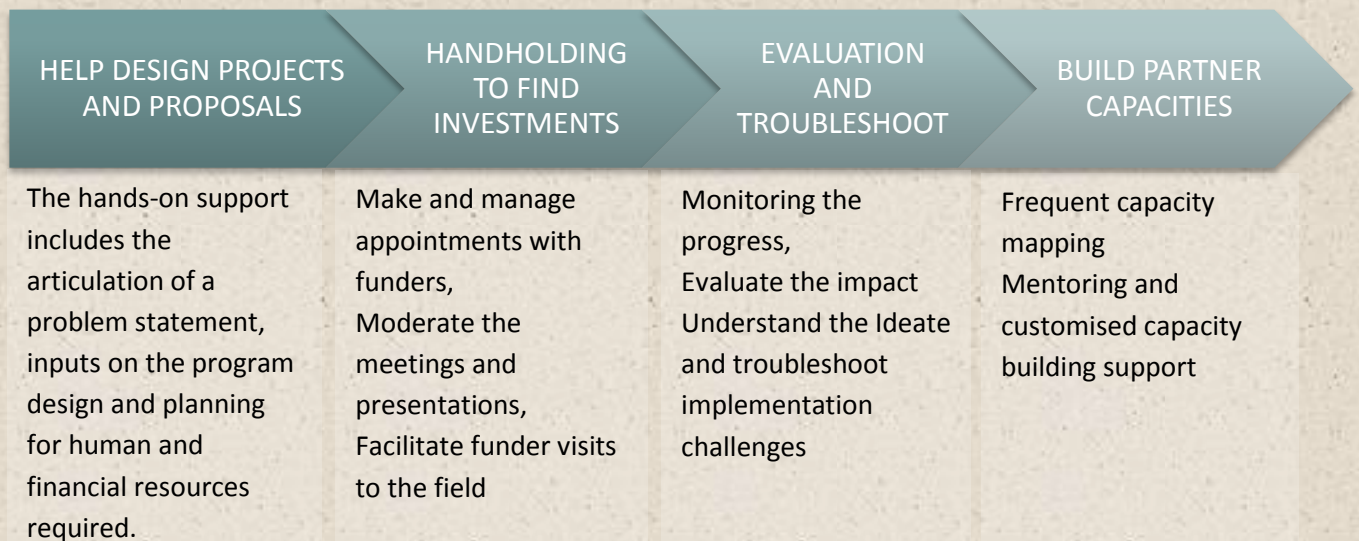 HELP DESIGN PROJECTS
AND PROPOSALS
HANDHOLDING
TO FIND
INVESTMENTS
EVALUATION
AND
TROUBLESHOOT
BUILD PARTNER
CAPACITIES
The hands-on support
includes the
articulation of a
problem statement,
inputs on the program
design and planning
for human and
financial resources
required.
Make and manage
appointments with
funders,
Moderate the
meetings and
presentations,
Facilitate funder visits
to the field
Monitoring the
progress,
Evaluate the impact
Understand the Ideate
and troubleshoot
implementation
challenges
Frequent capacity
mapping
Mentoring and
customised capacity
building support